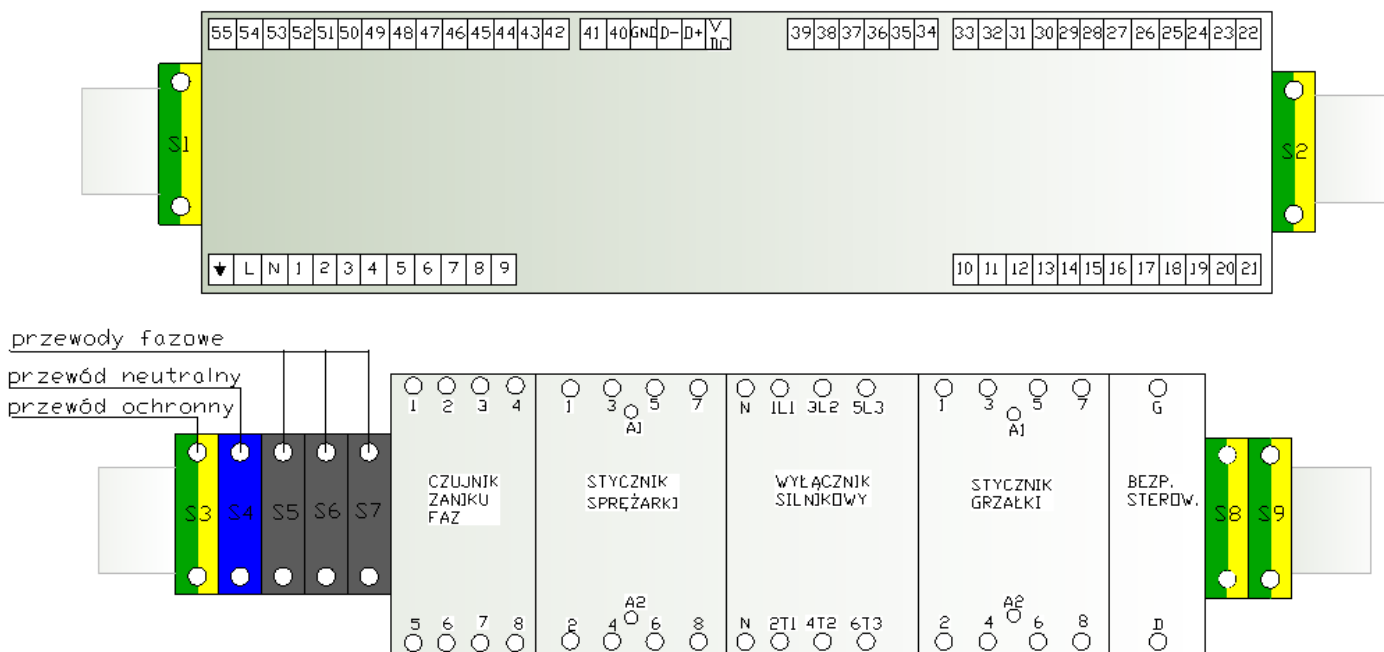 55 54 53 52 51 50 49 48 47 46 45 44 43 42 41 40 GND D- D+ V DC 39 38 37 36 35 34 33 32 31 30 29 28 27 26 25 24 23 22
S1 S2
L N 1 2 3 4 5 6 7 8 9 10 11 12 13 14 15 16 17 18 19 20 21
przewody fazowe
przewód neutralny
przewód ochronny
1 2 3 4 1 3 5 7 N 1L1 3L2 5L3 1 3 5 7 G
A1 A1
CZUJNIK
ZANIKU
FAZ
STYCZNIK
SPRĘŻARKI
WYŁĄCZNIK
SILNIKOWY
STYCZNIK
GRZAŁKI
BEZP.
STEROW.
S3 S4 S5 S6 S7 S8 S9
A2 A2
5 6 7 8 2 4 6 8 N 2T1 4T2 6T3 2 4 6 8 D